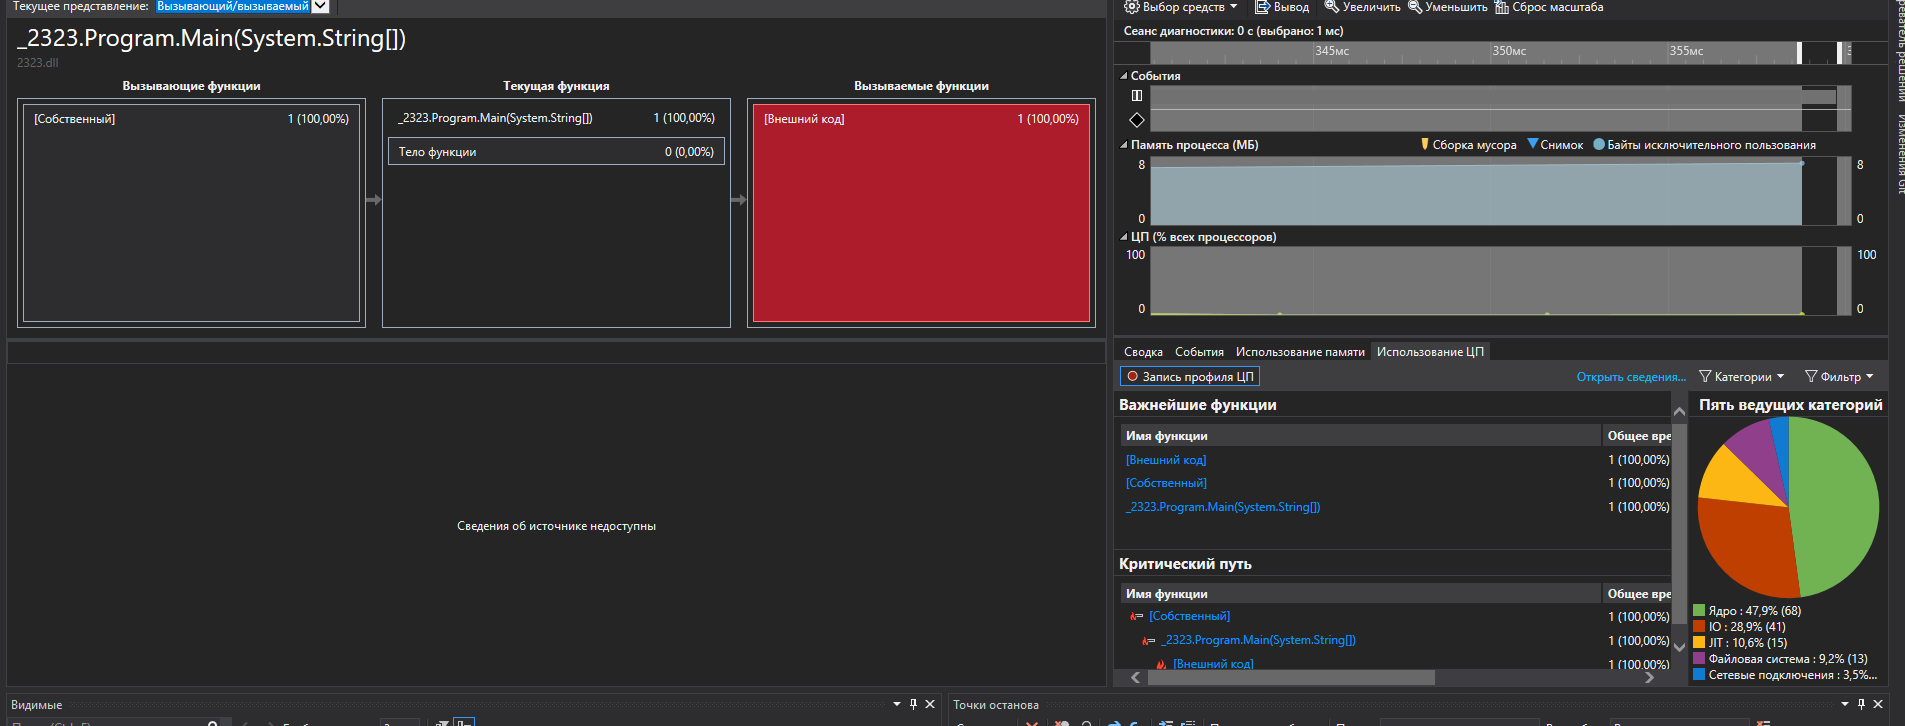 Текущее представление: Вызывающий/вызываемый
_2323.Program.Main(System.String[])
2323.dll
Вызывающие функции
Текущая функция
Вызываемые функции
[Собственный] 1 (100,00%)
_2323.Program.Main(System.String[]) 1 (100,00%)
Тело функции 0 (0,00%)
[Внешний код] 1 (100,00%)
Сведения об источнике недоступны
Видимые
Точки останова
Выбор средств Вывод Увеличить Уменьшить Сброс масштаба
Сеанс диагностики: 0 с (выбрано: 1 мс)
345мс 350мс 355мс
События
Память процесса (МБ) Сборка мусора Снимок Байты исключительного пользования
8 8
0 0
ЦП (% всех процессоров)
100 100
0 0
Сводка События Использование памяти Использование ЦП
Запись профиля ЦП Открыть сведения... Категории Фильтр
Важнейшие функции
Имя функции Общее вре
[Внешний код] 1 (100,00%)
[Собственный] 1 (100,00%)
_2323.Program.Main(System.String[]) 1 (100,00%)
Критический путь
Имя функции Общее вре
[Собственный] 1 (100,00%)
_2323.Program.Main(System.String[]) 1 (100,00%)
[Внешний код] 1 (100,00%)
Пять ведущих категорий
Ядро : 47,9% (68)
IO : 28,9% (41)
JIT : 10,6% (15)
Файловая система : 9,2% (13)
Сетевые подключения : 3,5%...
решений
Изменения Git